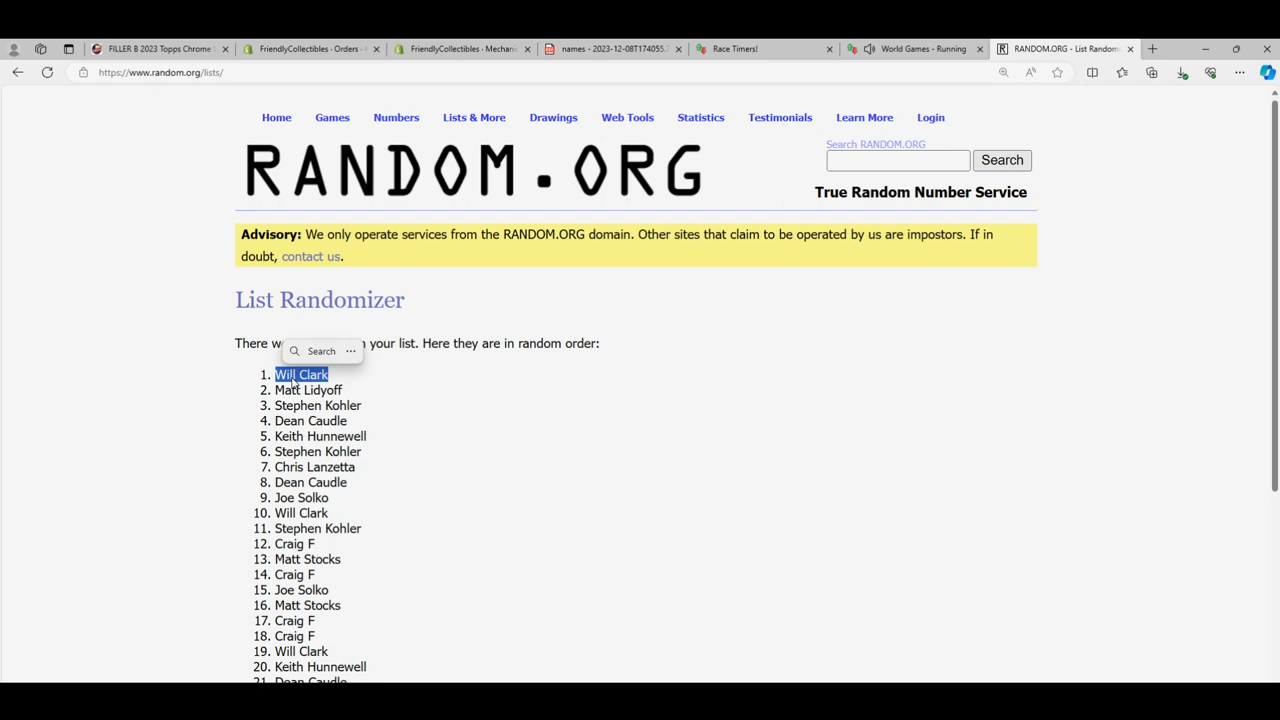 FILLER B 2023 Topps Chrome
FriendlyCollectibles - Orders -
FriendlyCollectibles - Mechan
names - 2023-12-08T174055.
Race Timers!
World Games - Running
RANDOM.ORG - List Random
https://www.random.org/lists/
Home Games Numbers Lists & More Drawings Web Tools Statistics Testimonials Learn More Login
RANDOM.ORG
Search RANDOM.ORG
Search
True Random Number Service
Advisory: We only operate services from the RANDOM.ORG domain. Other sites that claim to be operated by us are impostors. If in
doubt, contact us.
List Randomizer
There w your list. Here they are in random order:
Search
1. Will Clark
2. Matt Lidyoff
3. Stephen Kohler
4. Dean Caudle
5. Keith Hunnewell
6. Stephen Kohler
7. Chris Lanzetta
8. Dean Caudle
9. Joe Solko
10. Will Clark
11. Stephen Kohler
12. Craig F
13. Matt Stocks
14. Craig F
15. Joe Solko
16. Matt Stocks
17. Craig F
18. Craig F
19. Will Clark
20. Keith Hunnewell
21. Dean Caudle